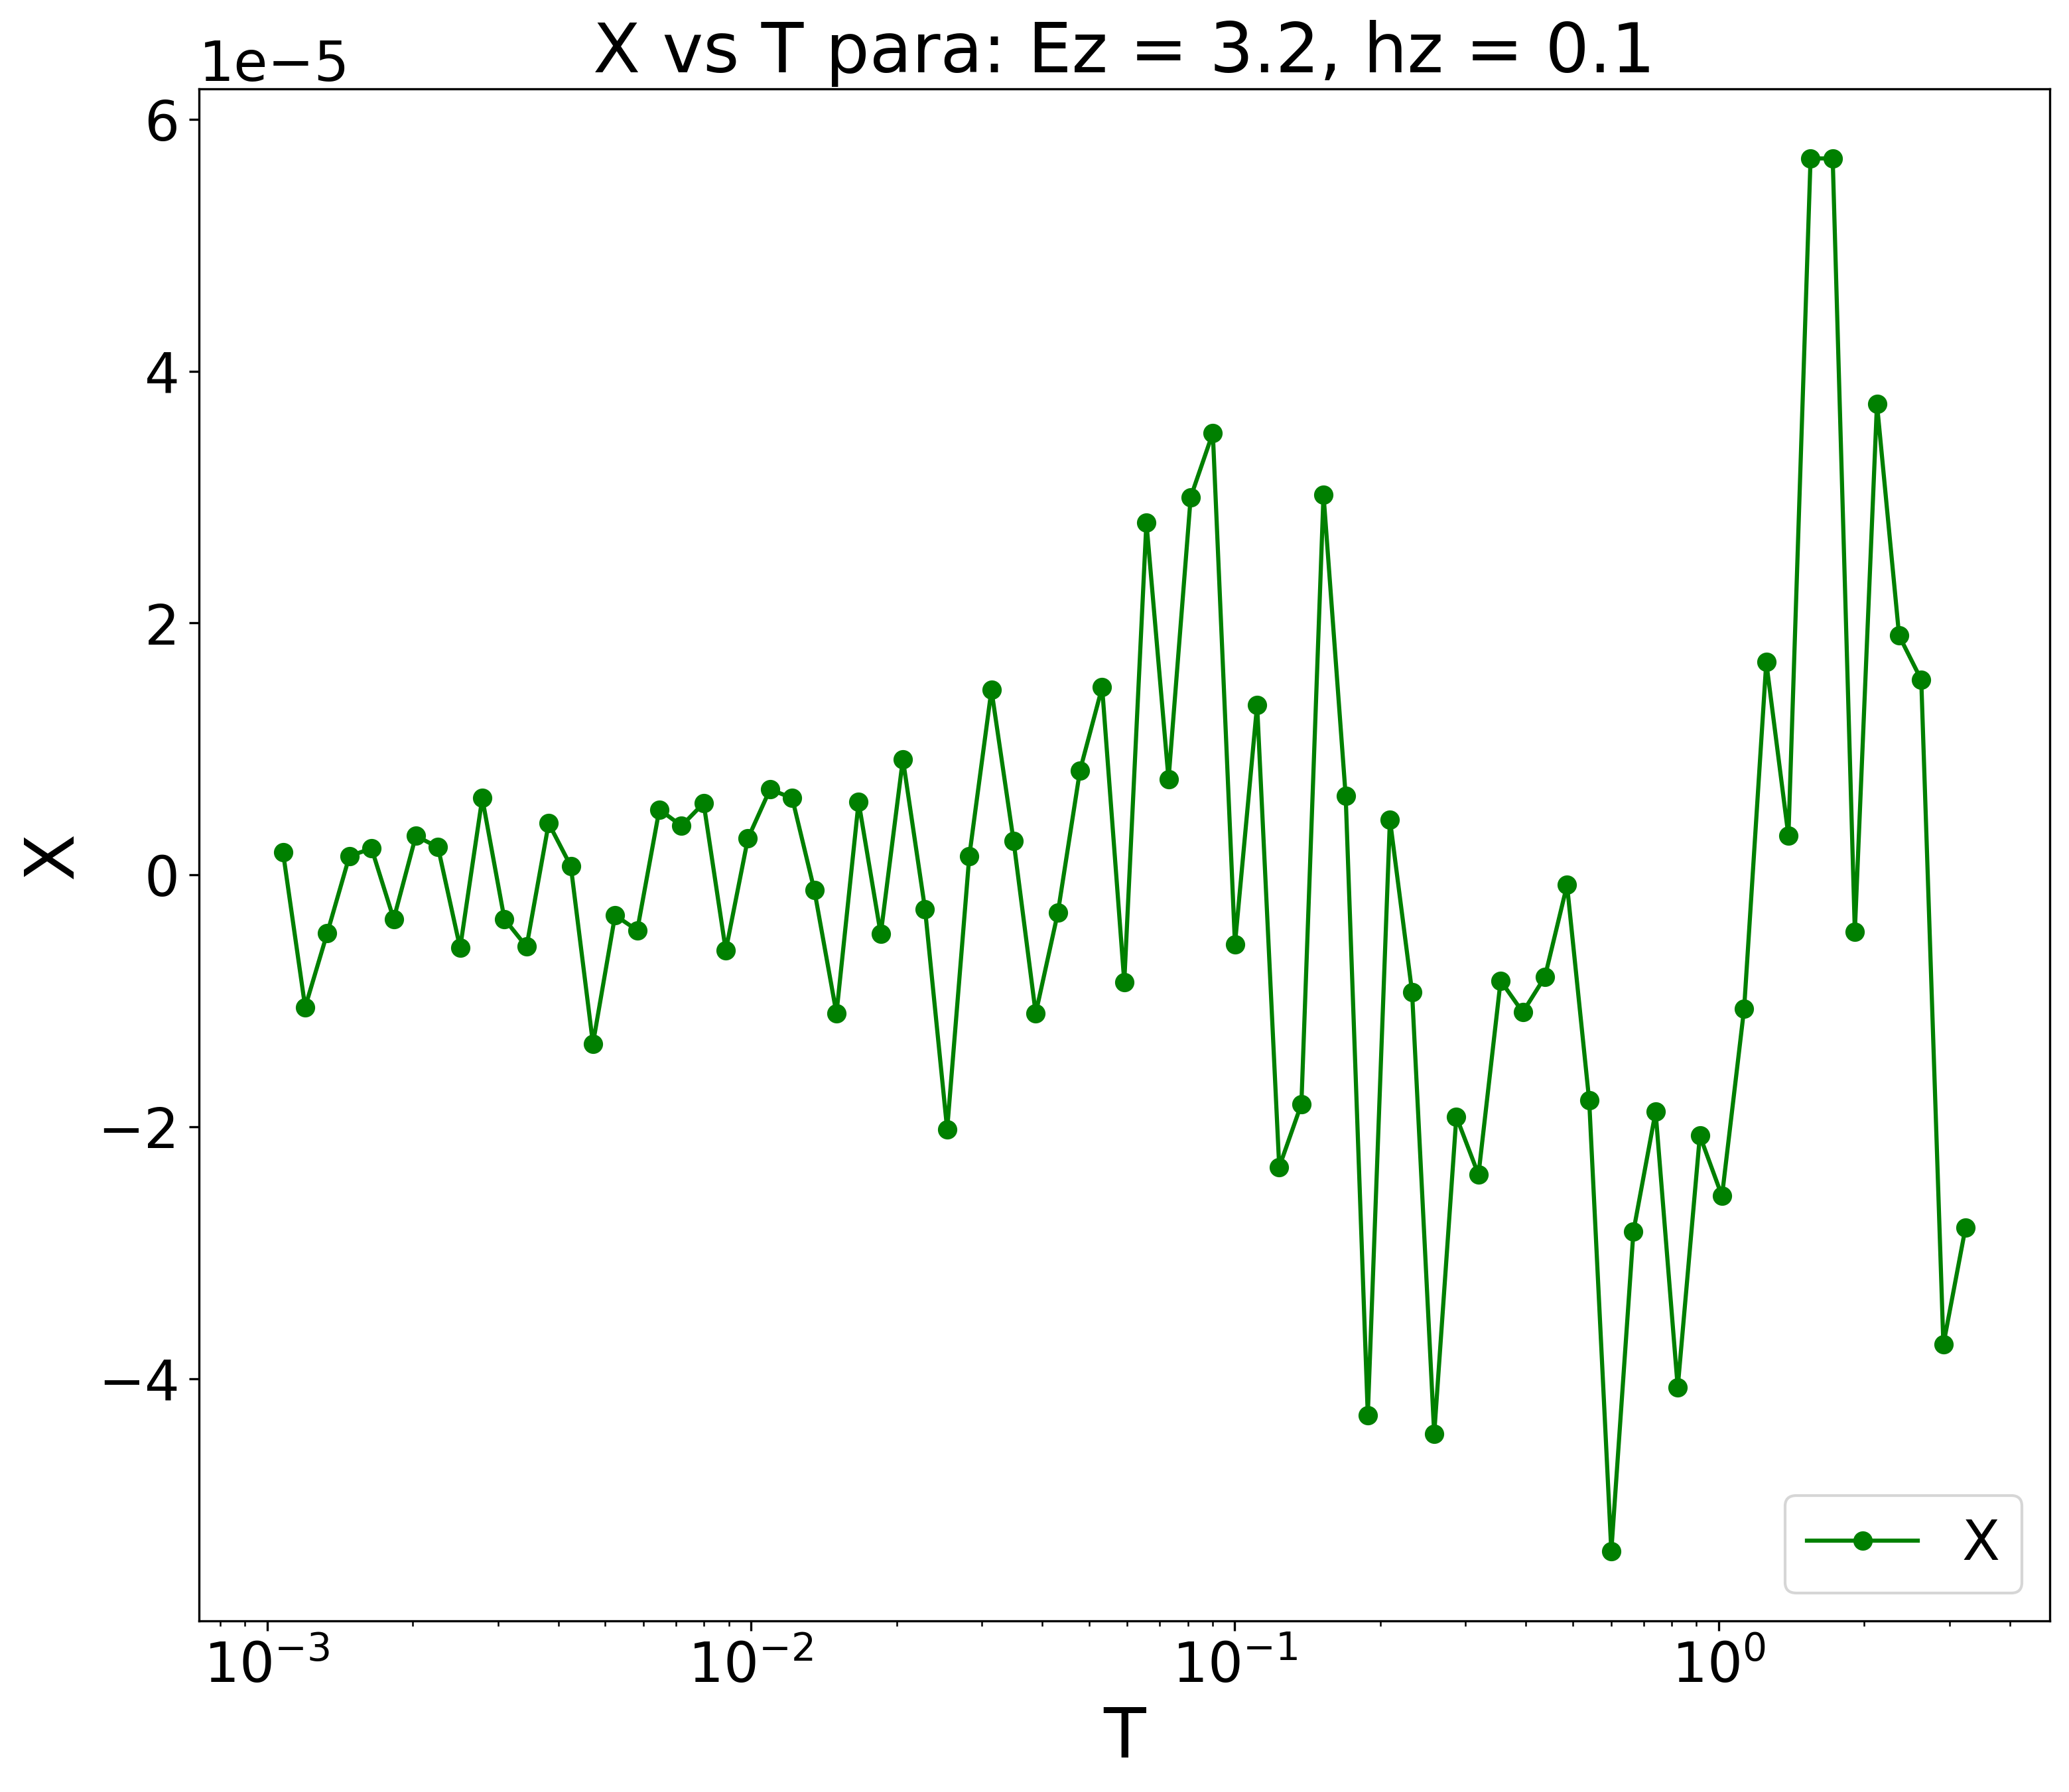 X vs T para: Ez = 3.2, hz = 0.1
1e−5
6
4
2
0
−2
−4
X
10⁻³ 10⁻² 10⁻¹ 10⁰
T
X